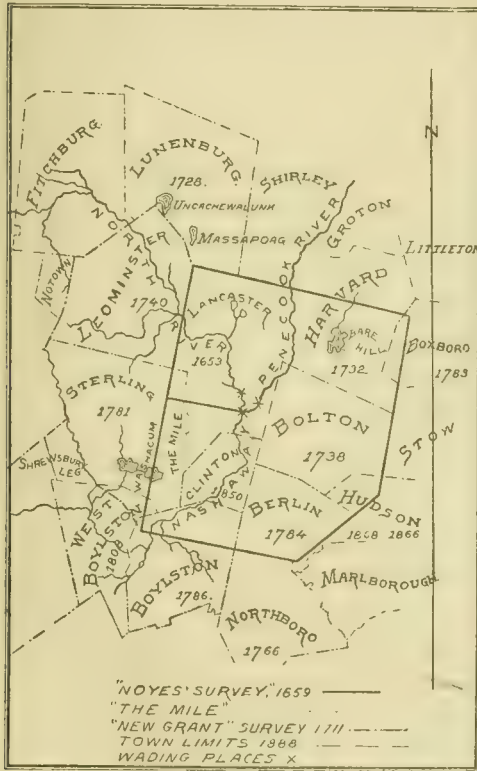 N
FITCHBURG.
LUNENBURG.
1728.
UNCACHEWALUNK
MASSAPOAG
SHIRLEY
GROTON
LITTLETON
NORTH RIVER
NOTOWN
LEOMINSTER
1740
LANCASTER
1653
PENECOOK RIVER
HARVARD
BARE HILL
1732.
BOXBORO
1783
STOW
STERLING
1781
THE MILE
WASHACUM
SHREWSBURY LEG
CLINTON
1850
BOLTON
1738
NASHAWAY
BERLIN
1784
HUDSON
1868 1866
WEST BOYLSTON
1808
BOYLSTON
1786.
MARLBOROUGH
NORTHBORO
1766
"NOYES' SURVEY," 1659
"THE MILE"
"NEW GRANT" SURVEY 1711
TOWN LIMITS 1888
WADING PLACES X